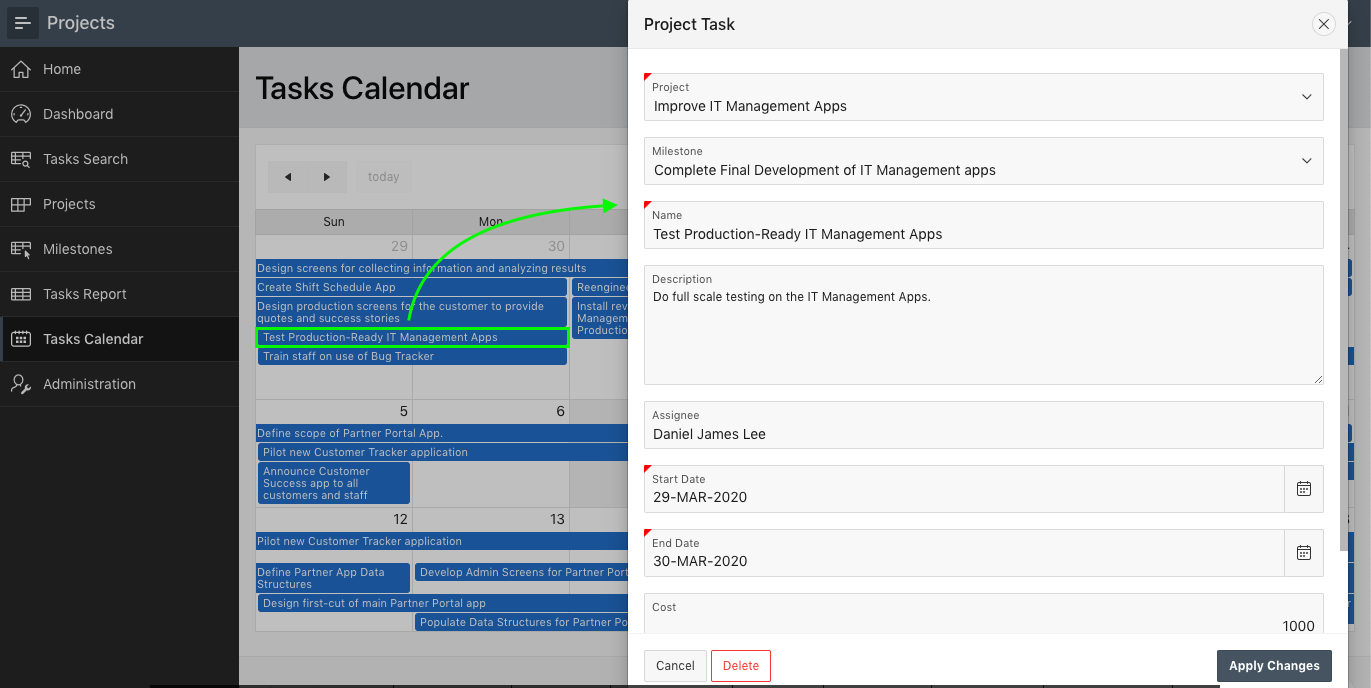 Projects
Home
Dashboard
Tasks Search
Projects
Milestones
Tasks Report
Tasks Calendar
Administration
Tasks Calendar
today
Sun
Mon
29
30
Design screens for collecting information and analyzing results
Create Shift Schedule App
Reengine
Design production screens for the customer to provide
quotes and success stories
Install rev
Managem
Productio
Test Production-Ready IT Management Apps
Train staff on use of Bug Tracker
5
6
Define scope of Partner Portal App.
Pilot new Customer Tracker application
Announce Customer
Success app to all
customers and staff
12
13
Pilot new Customer Tracker application
Define Partner App Data
Structures
Develop Admin Screens for Partner Port
Design first-cut of main Partner Portal app
Populate Data Structures for Partner Po
Project Task
Project
Improve IT Management Apps
Milestone
Complete Final Development of IT Management apps
Name
Test Production-Ready IT Management Apps
Description
Do full scale testing on the IT Management Apps.
Assignee
Daniel James Lee
Start Date
29-MAR-2020
End Date
30-MAR-2020
Cost
1000
Cancel
Delete
Apply Changes